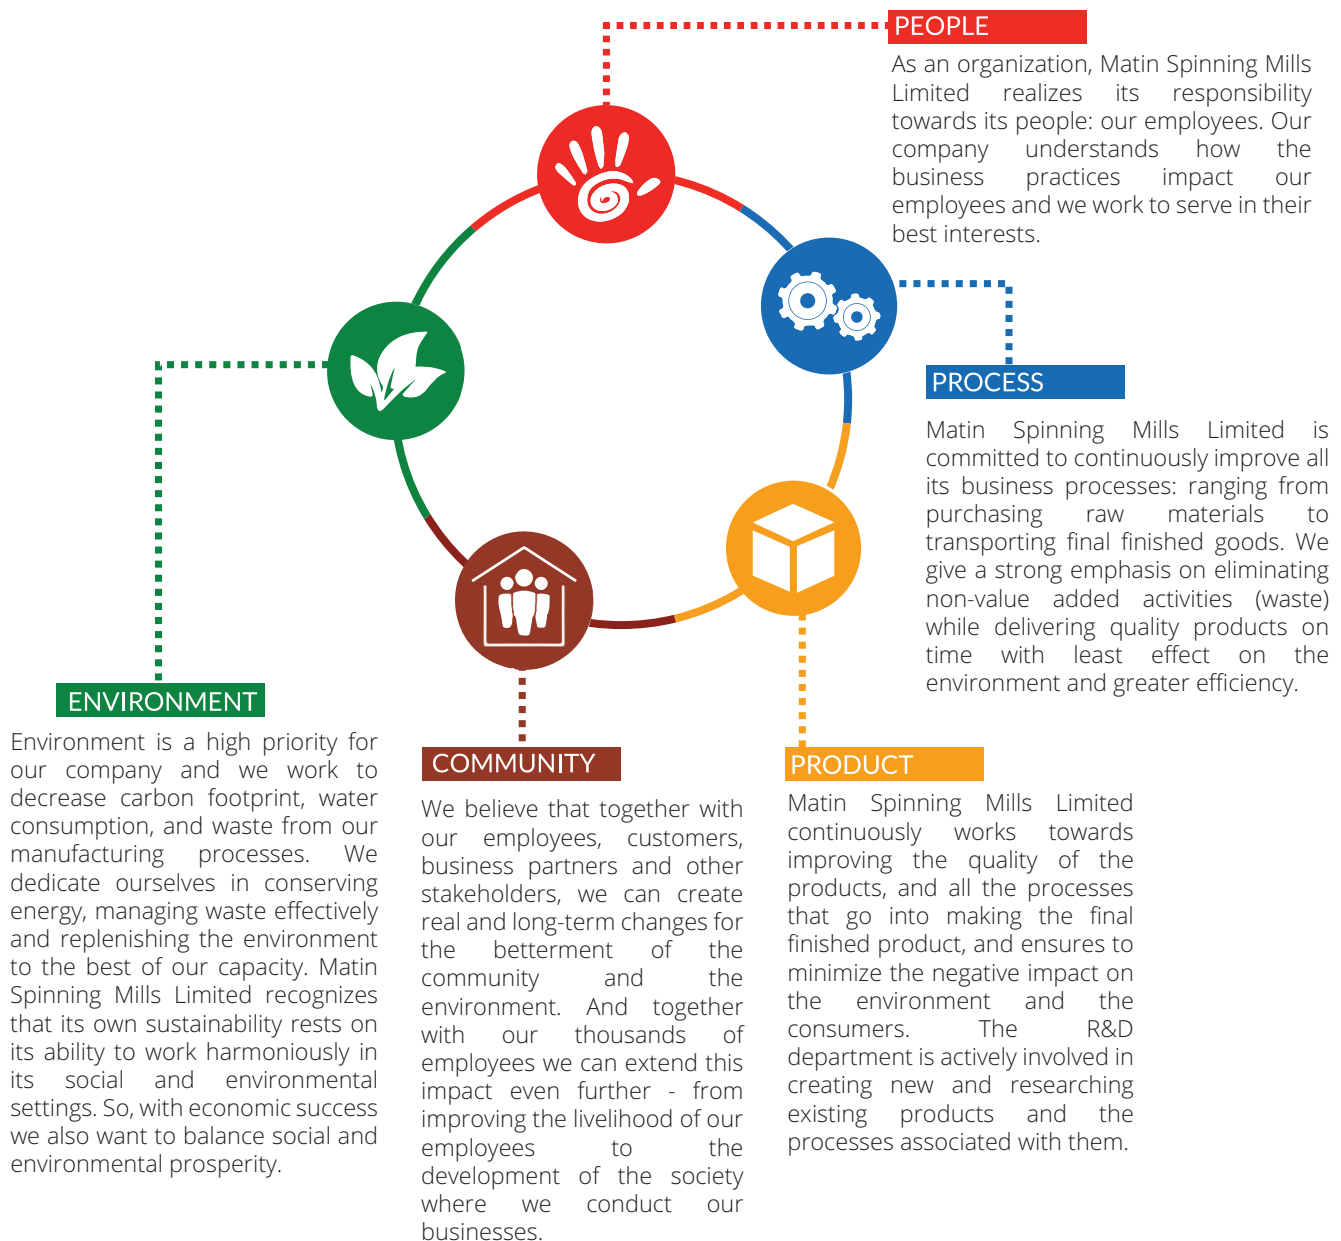 PEOPLE
As an organization, Matin Spinning Mills
Limited realizes its responsibility
towards its people: our employees. Our
company understands how the
business practices impact our
employees and we work to serve in their
best interests.
PROCESS
Matin Spinning Mills Limited is
committed to continuously improve all
its business processes: ranging from
purchasing raw materials to
transporting final finished goods. We
give a strong emphasis on eliminating
non-value added activities (waste)
while delivering quality products on
time with least effect on the
environment and greater efficiency.
ENVIRONMENT
Environment is a high priority for
our company and we work to
decrease carbon footprint, water
consumption, and waste from our
manufacturing processes. We
dedicate ourselves in conserving
energy, managing waste effectively
and replenishing the environment
to the best of our capacity. Matin
Spinning Mills Limited recognizes
that its own sustainability rests on
its ability to work harmoniously in
its social and environmental
settings. So, with economic success
we also want to balance social and
environmental prosperity.
COMMUNITY
We believe that together with
our employees, customers,
business partners and other
stakeholders, we can create
real and long-term changes for
the betterment of the
community and the
environment. And together
with our thousands of
employees we can extend this
impact even further - from
improving the livelihood of our
employees to the
development of the society
where we conduct our
businesses.
PRODUCT
Matin Spinning Mills Limited
continuously works towards
improving the quality of the
products, and all the processes
that go into making the final
finished product, and ensures to
minimize the negative impact on
the environment and the
consumers. The R&D
department is actively involved in
creating new and researching
existing products and the
processes associated with them.